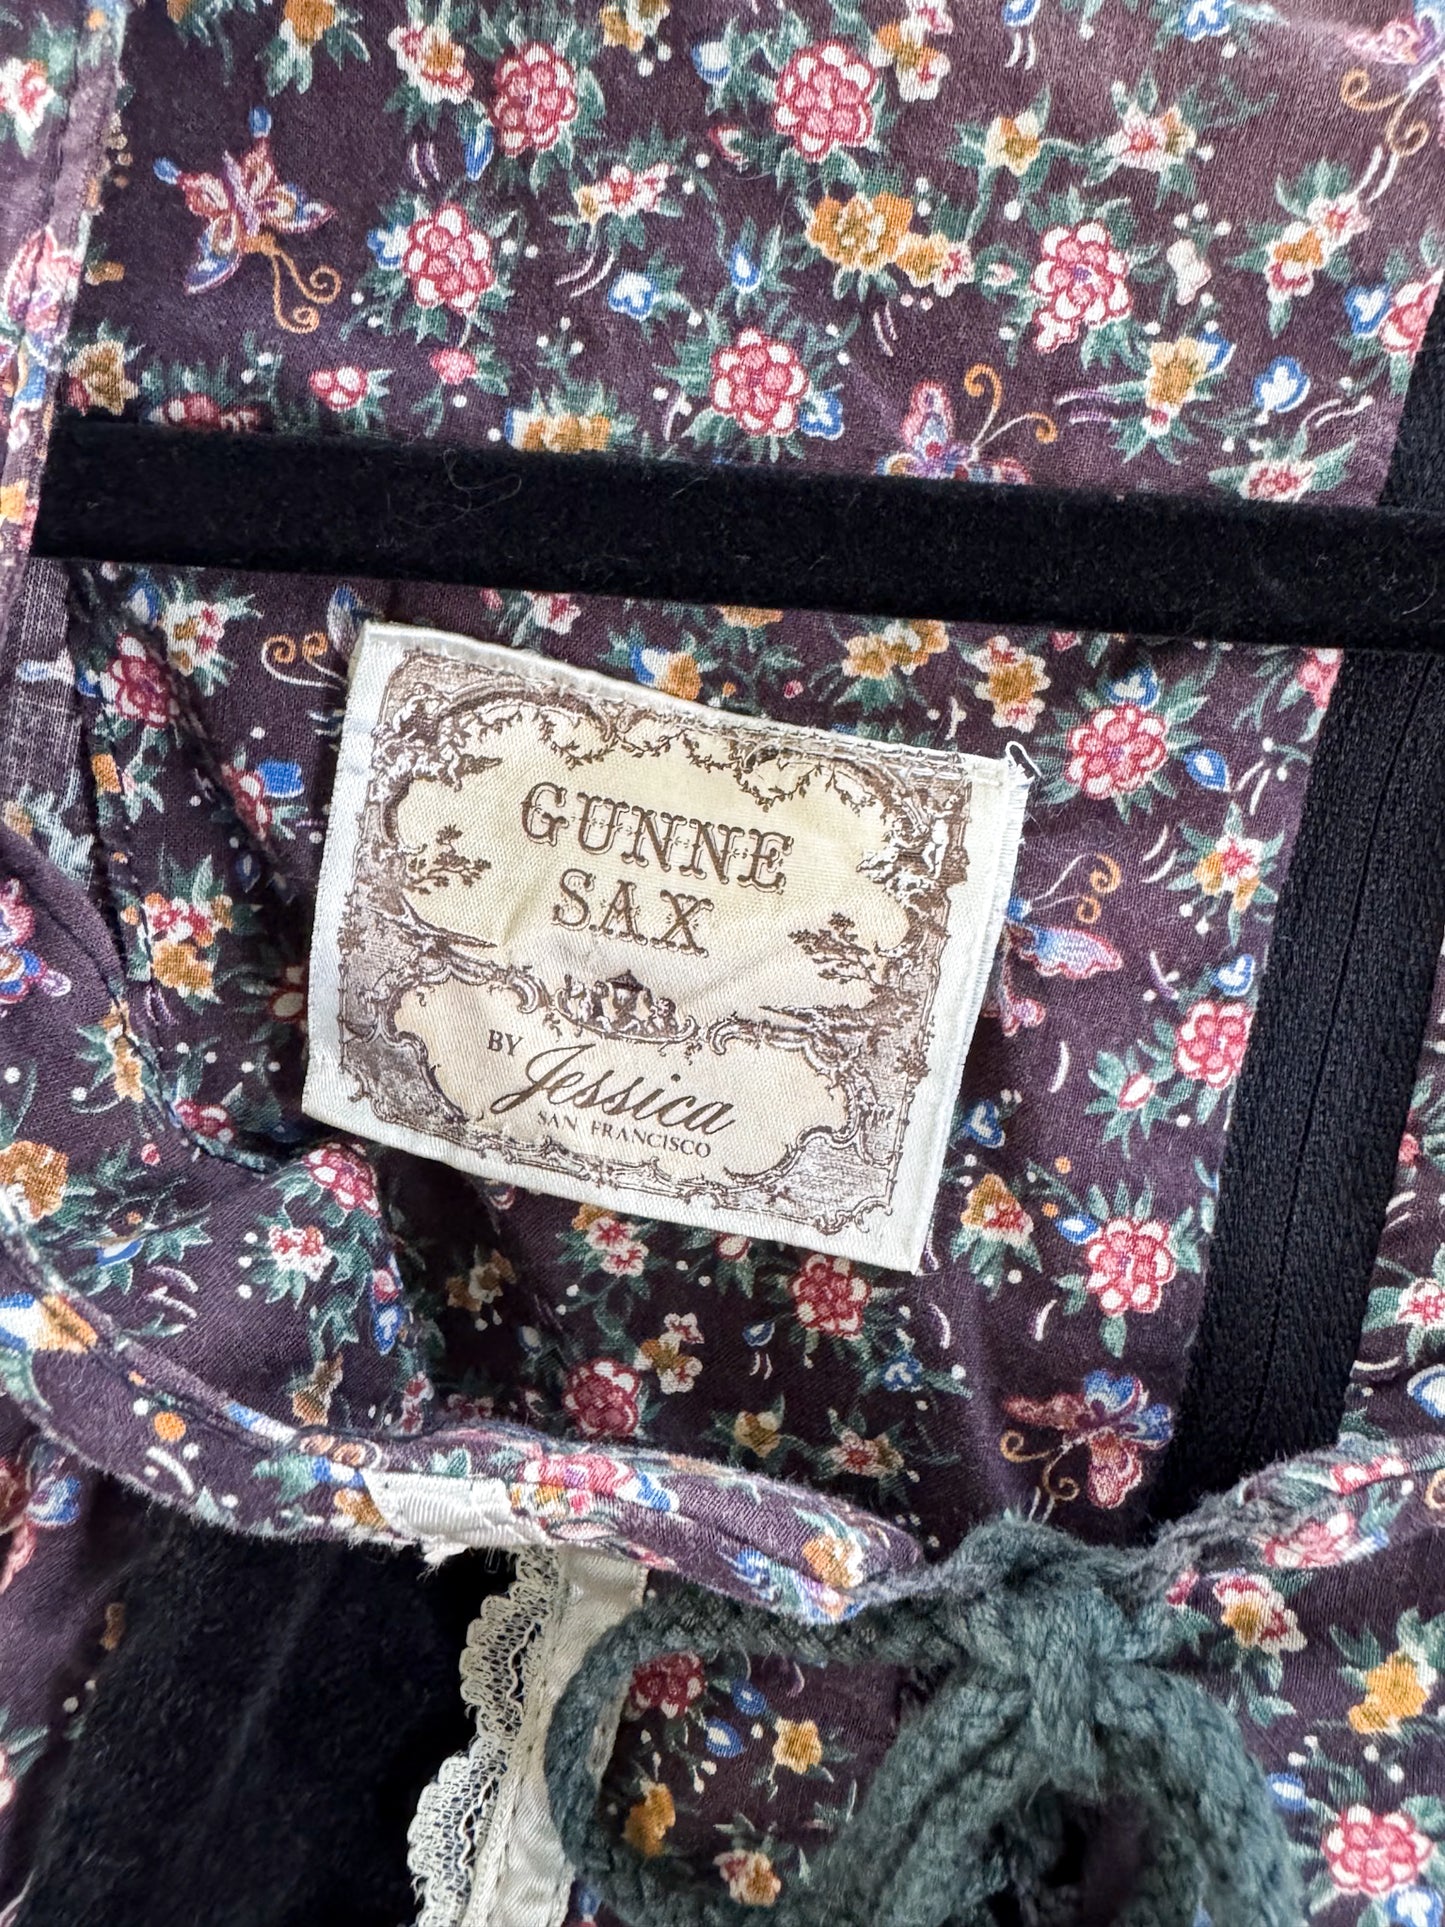 GUNNE
SAX
BY Jessica
SAN FRANCISCO